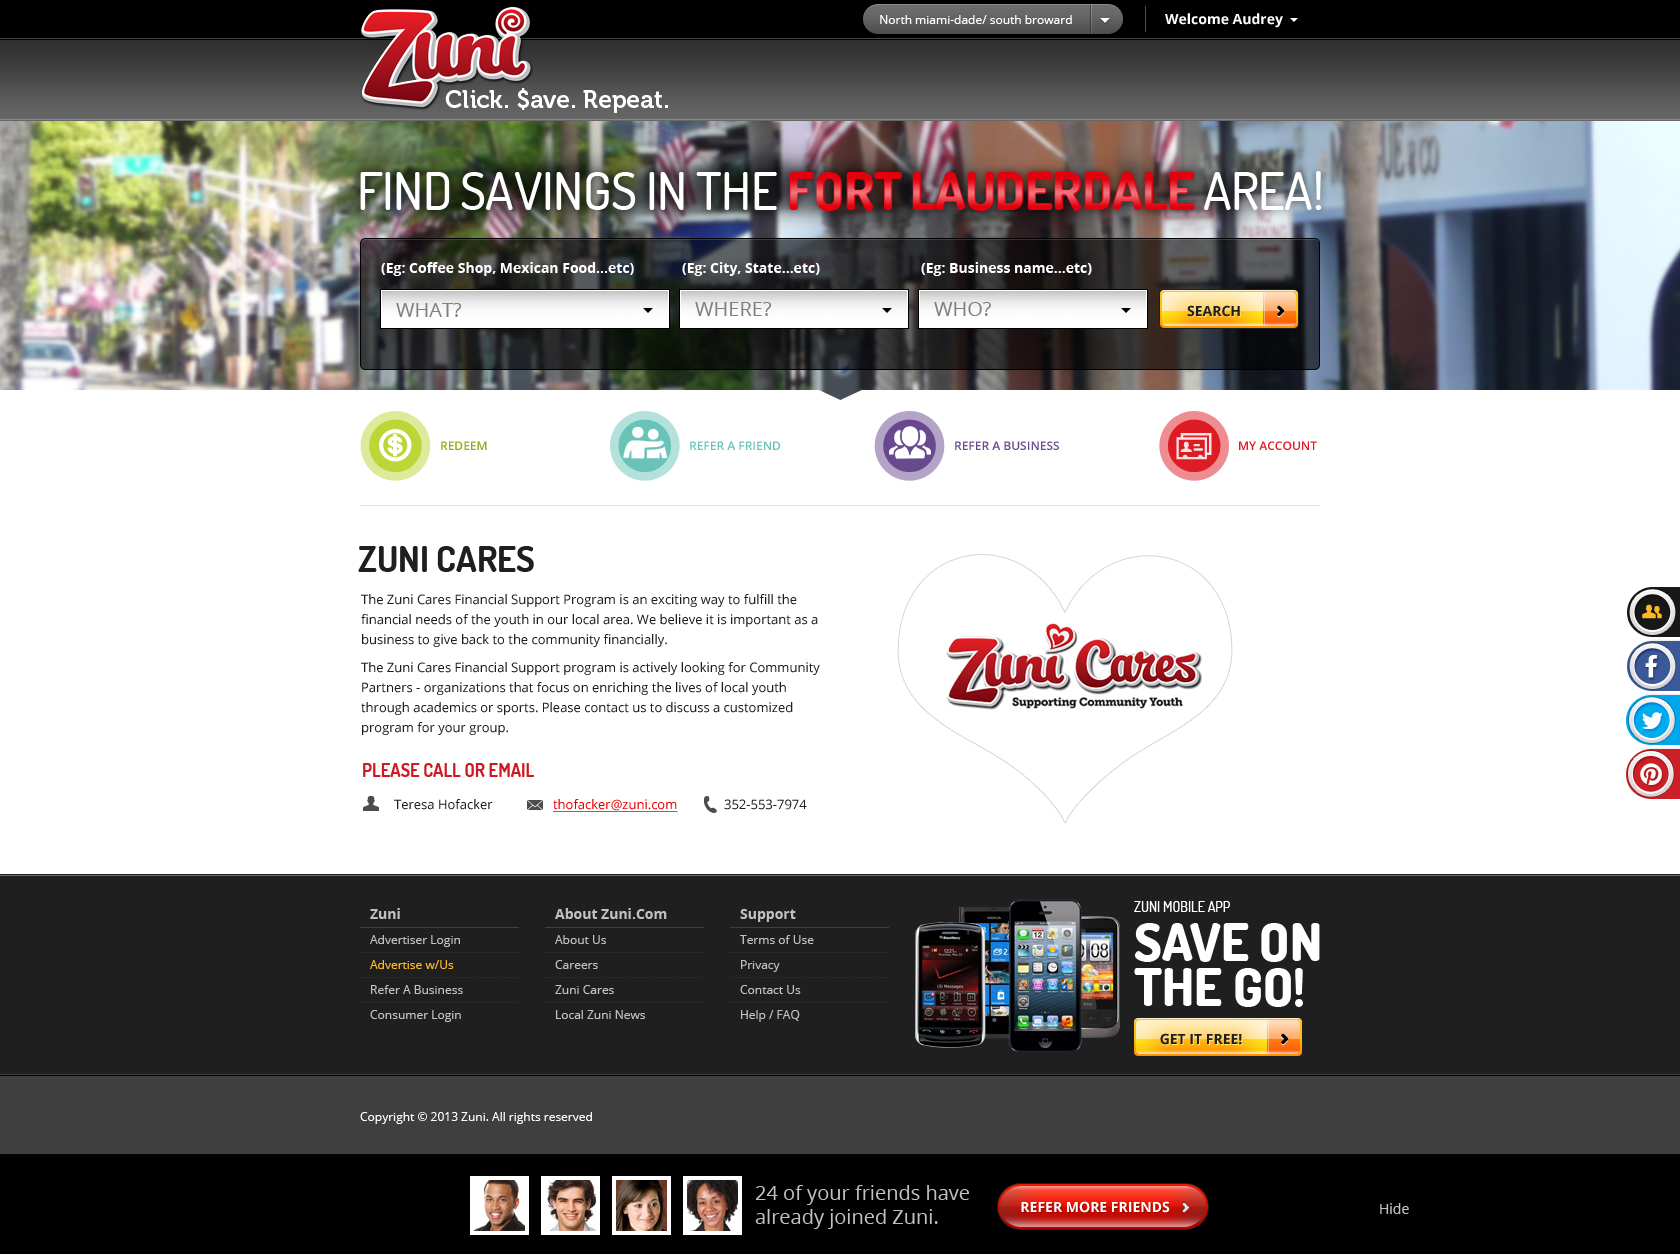 North miami-dade/ south broward
Welcome Audrey
Zuni
Click. $ave. Repeat.
FIND SAVINGS IN THE FORT LAUDERDALE AREA!
(Eg: Coffee Shop, Mexican Food...etc)
(Eg: City, State...etc)
(Eg: Business name...etc)
WHAT?
WHERE?
WHO?
SEARCH
REDEEM
REFER A FRIEND
REFER A BUSINESS
MY ACCOUNT
ZUNI CARES
The Zuni Cares Financial Support Program is an exciting way to fulfill the
financial needs of the youth in our local area. We believe it is important as a
business to give back to the community financially.
The Zuni Cares Financial Support program is actively looking for Community
Partners - organizations that focus on enriching the lives of local youth
through academics or sports. Please contact us to discuss a customized
program for your group.
PLEASE CALL OR EMAIL
Teresa Hofacker
thofacker@zuni.com
352-553-7974
Zuni Cares
Supporting Community Youth
Zuni
Advertiser Login
Advertise w/Us
Refer A Business
Consumer Login
About Zuni.Com
About Us
Careers
Zuni Cares
Local Zuni News
Support
Terms of Use
Privacy
Contact Us
Help / FAQ
ZUNI MOBILE APP
SAVE ON
THE GO!
GET IT FREE!
Copyright © 2013 Zuni. All rights reserved
24 of your friends have
already joined Zuni.
REFER MORE FRIENDS
Hide